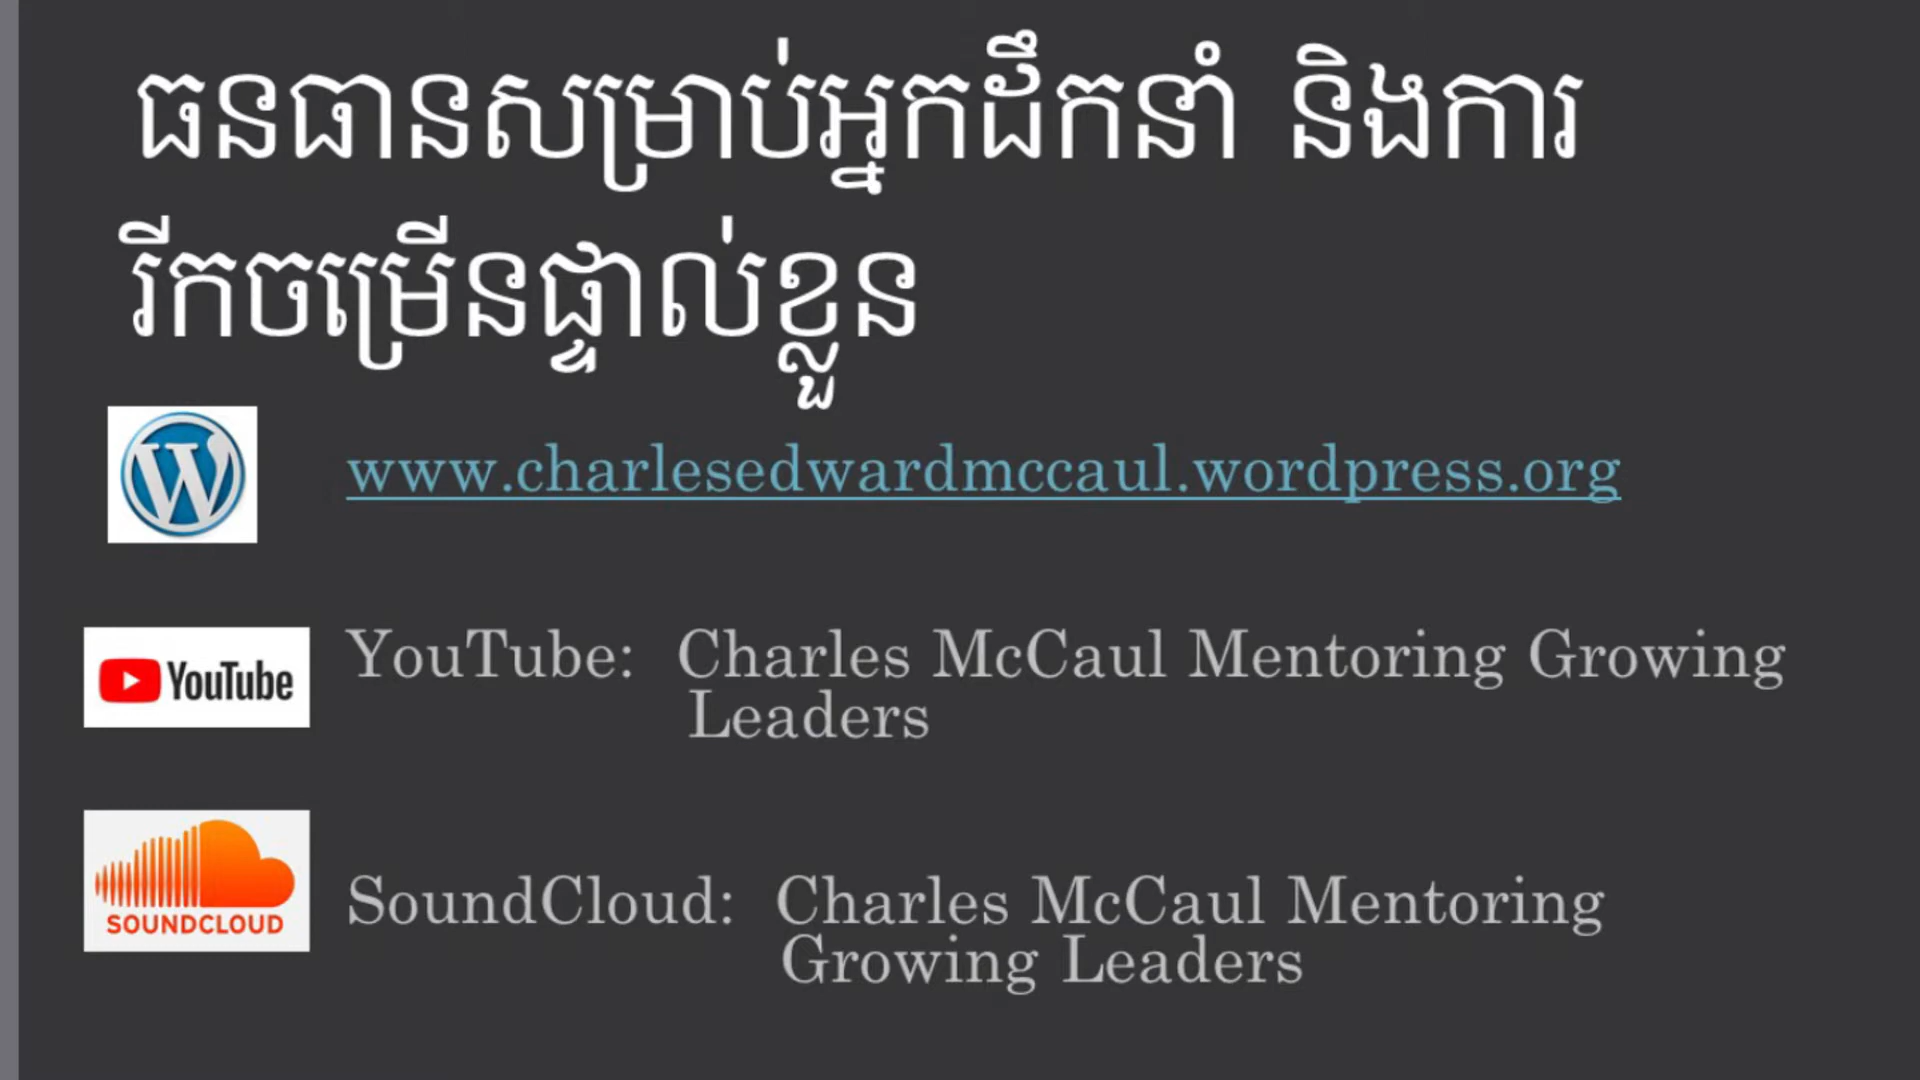 ធនធានសម្រាប់អ្នកដឹកនាំ និងការ
រីកចម្រើនផ្ទាល់ខ្លួន
www.charlesedwardmccaul.wordpress.org
YouTube
YouTube: Charles McCaul Mentoring Growing
Leaders
SOUNDCLOUD
SoundCloud: Charles McCaul Mentoring
Growing Leaders